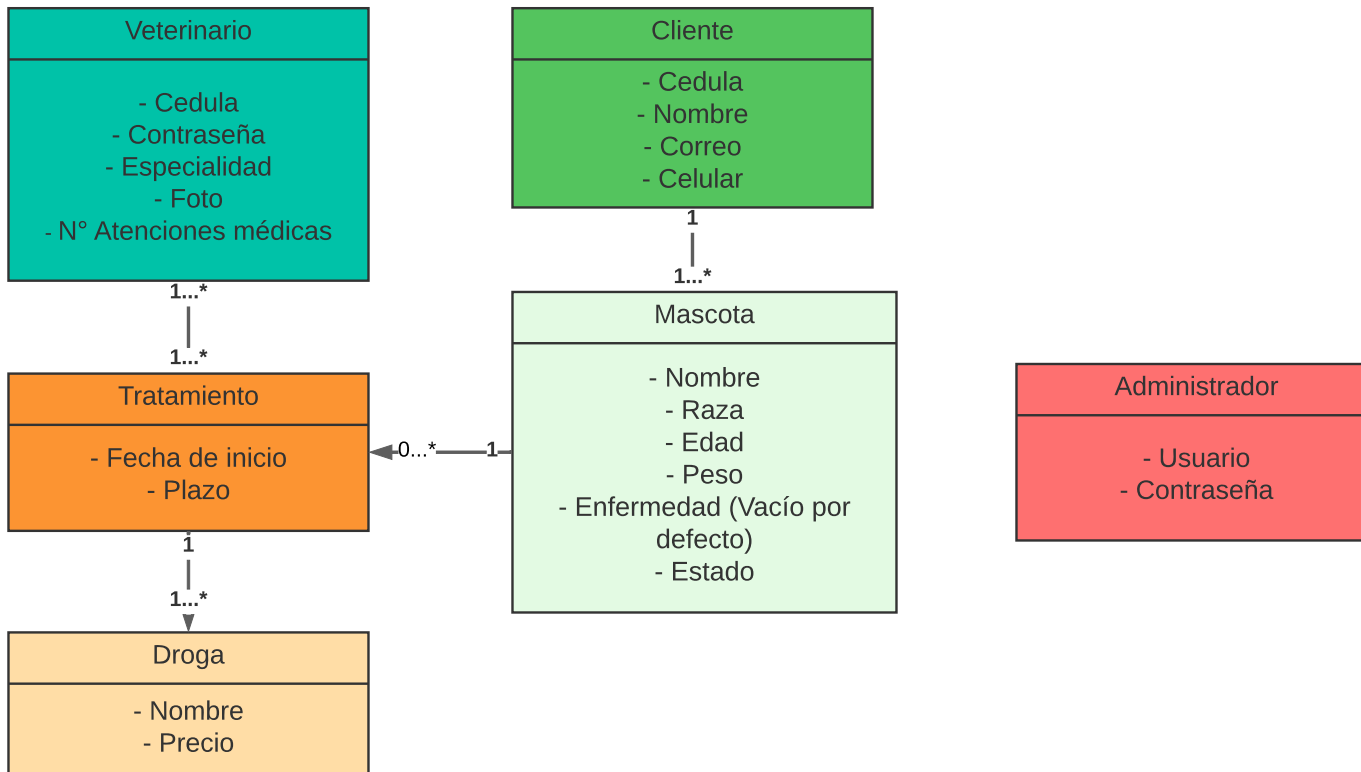 Veterinario
- Cedula
- Contraseña
- Especialidad
- Foto
- N° Atenciones médicas
1...*
1...*
Tratamiento
- Fecha de inicio
- Plazo
1
1...*
Droga
- Nombre
- Precio
Cliente
- Cedula
- Nombre
- Correo
- Celular
1
1...*
Mascota
- Nombre
- Raza
- Edad
- Peso
- Enfermedad (Vacío por
defecto)
- Estado
0...*
1
Administrador
- Usuario
- Contraseña